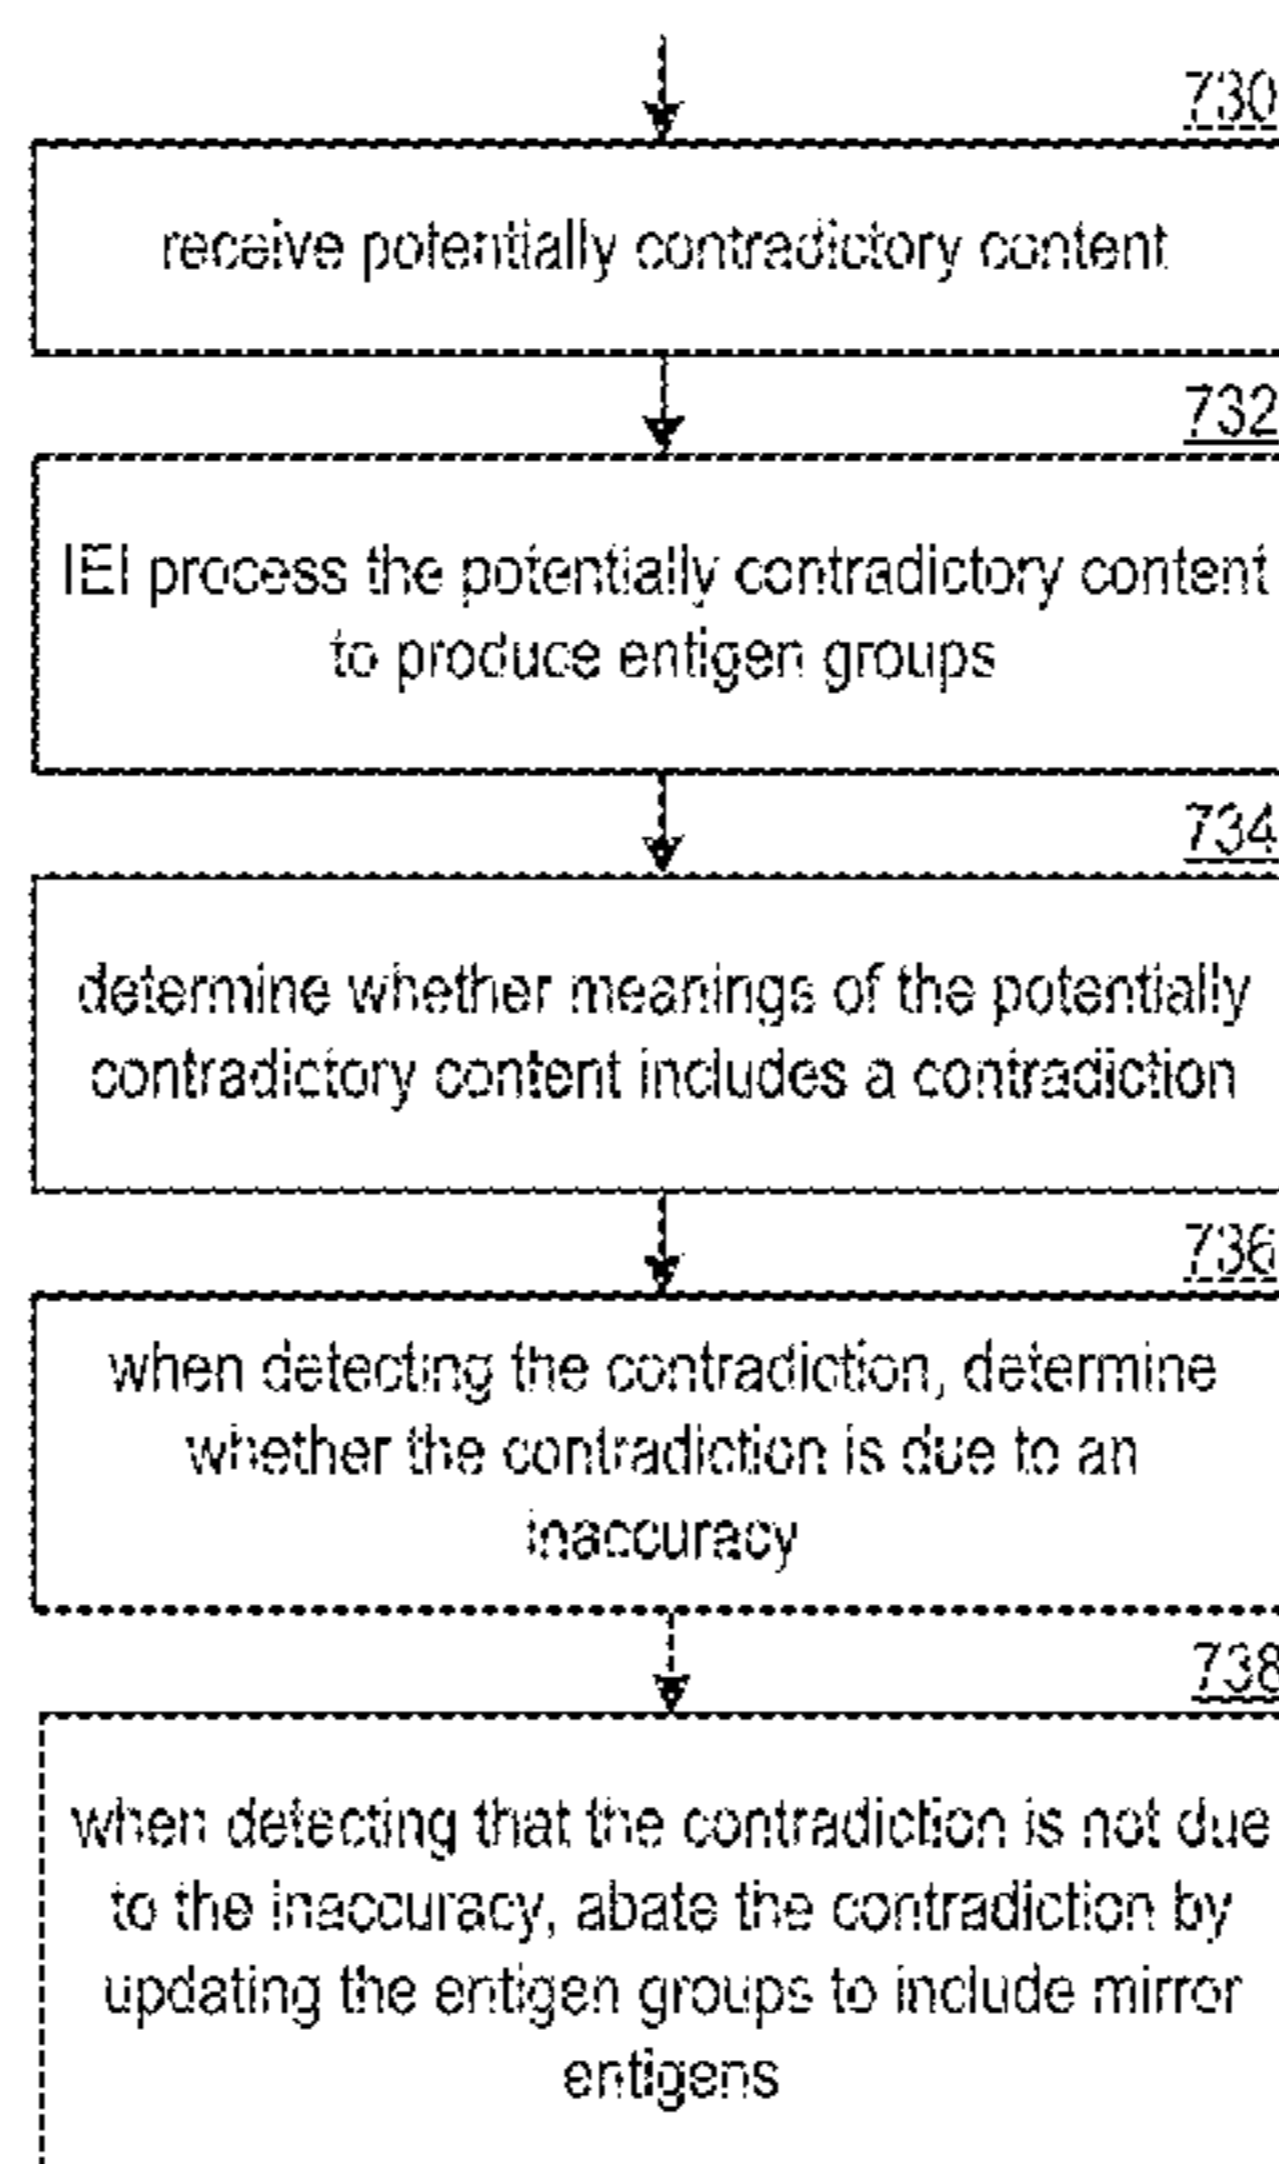 730
receive potentially contradictory content
732
IEI process the potentially contradictory content
to produce entigen groups
734
determine whether meanings of the potentially
contradictory content includes a contradiction
736
when detecting the contradiction, determine
whether the contradiction is due to an
inaccuracy
738
when detecting that the contradiction is not due
to the inaccuracy, abate the contradiction by
updating the entigen groups to include mirror
entigens